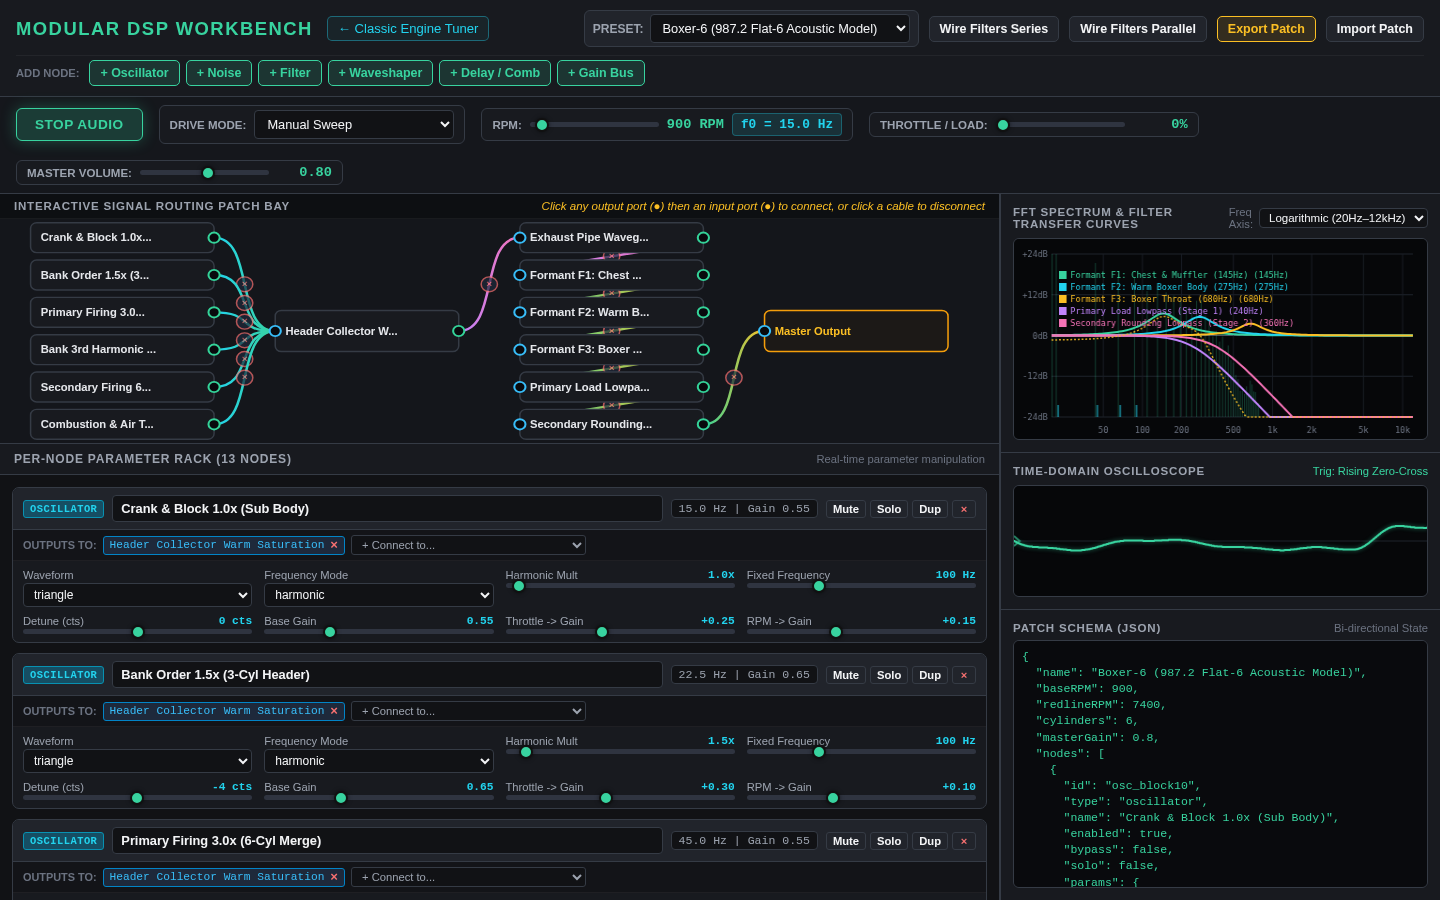 MODULAR DSP WORKBENCH
← Classic Engine Tuner
PRESET: Boxer-6 (987.2 Flat-6 Acoustic Model)
Wire Filters Series
Wire Filters Parallel
Export Patch
Import Patch
ADD NODE: + Oscillator + Noise + Filter + Waveshaper + Delay / Comb + Gain Bus
STOP AUDIO
DRIVE MODE: Manual Sweep
RPM: 900 RPM f0 = 15.0 Hz
THROTTLE / LOAD: 0%
MASTER VOLUME: 0.80
INTERACTIVE SIGNAL ROUTING PATCH BAY
Click any output port (●) then an input port (●) to connect, or click a cable to disconnect
Crank & Block 1.0x...
Bank Order 1.5x (3...
Primary Firing 3.0...
Bank 3rd Harmonic ...
Secondary Firing 6...
Combustion & Air T...
Header Collector W...
Exhaust Pipe Waveg...
Formant F1: Chest ...
Formant F2: Warm B...
Formant F3: Boxer ...
Primary Load Lowpa...
Secondary Rounding...
Master Output
PER-NODE PARAMETER RACK (13 NODES)
Real-time parameter manipulation
OSCILLATOR Crank & Block 1.0x (Sub Body) 15.0 Hz | Gain 0.55 Mute Solo Dup ×
OUTPUTS TO: Header Collector Warm Saturation × + Connect to...
Waveform Frequency Mode Harmonic Mult 1.0x Fixed Frequency 100 Hz
triangle harmonic
Detune (cts) 0 cts Base Gain 0.55 Throttle -> Gain +0.25 RPM -> Gain +0.15
OSCILLATOR Bank Order 1.5x (3-Cyl Header) 22.5 Hz | Gain 0.65 Mute Solo Dup ×
OUTPUTS TO: Header Collector Warm Saturation × + Connect to...
Waveform Frequency Mode Harmonic Mult 1.5x Fixed Frequency 100 Hz
triangle harmonic
Detune (cts) -4 cts Base Gain 0.65 Throttle -> Gain +0.30 RPM -> Gain +0.10
OSCILLATOR Primary Firing 3.0x (6-Cyl Merge) 45.0 Hz | Gain 0.55 Mute Solo Dup ×
OUTPUTS TO: Header Collector Warm Saturation × + Connect to...
FFT SPECTRUM & FILTER
TRANSFER CURVES
Freq
Axis:
Logarithmic (20Hz–12kHz)
+24dB
+12dB
0dB
-12dB
-24dB
Formant F1: Chest & Muffler (145Hz) (145Hz)
Formant F2: Warm Boxer Body (275Hz) (275Hz)
Formant F3: Boxer Throat (680Hz) (680Hz)
Primary Load Lowpass (Stage 1) (240Hz)
Secondary Rounding Lowpass (Stage 2) (360Hz)
50 100 200 500 1k 2k 5k 10k
TIME-DOMAIN OSCILLOSCOPE
Trig: Rising Zero-Cross
PATCH SCHEMA (JSON)
Bi-directional State
{
"name": "Boxer-6 (987.2 Flat-6 Acoustic Model)",
"baseRPM": 900,
"redlineRPM": 7400,
"cylinders": 6,
"masterGain": 0.8,
"nodes": [
{
"id": "osc_block10",
"type": "oscillator",
"name": "Crank & Block 1.0x (Sub Body)",
"enabled": true,
"bypass": false,
"solo": false,
"params": {